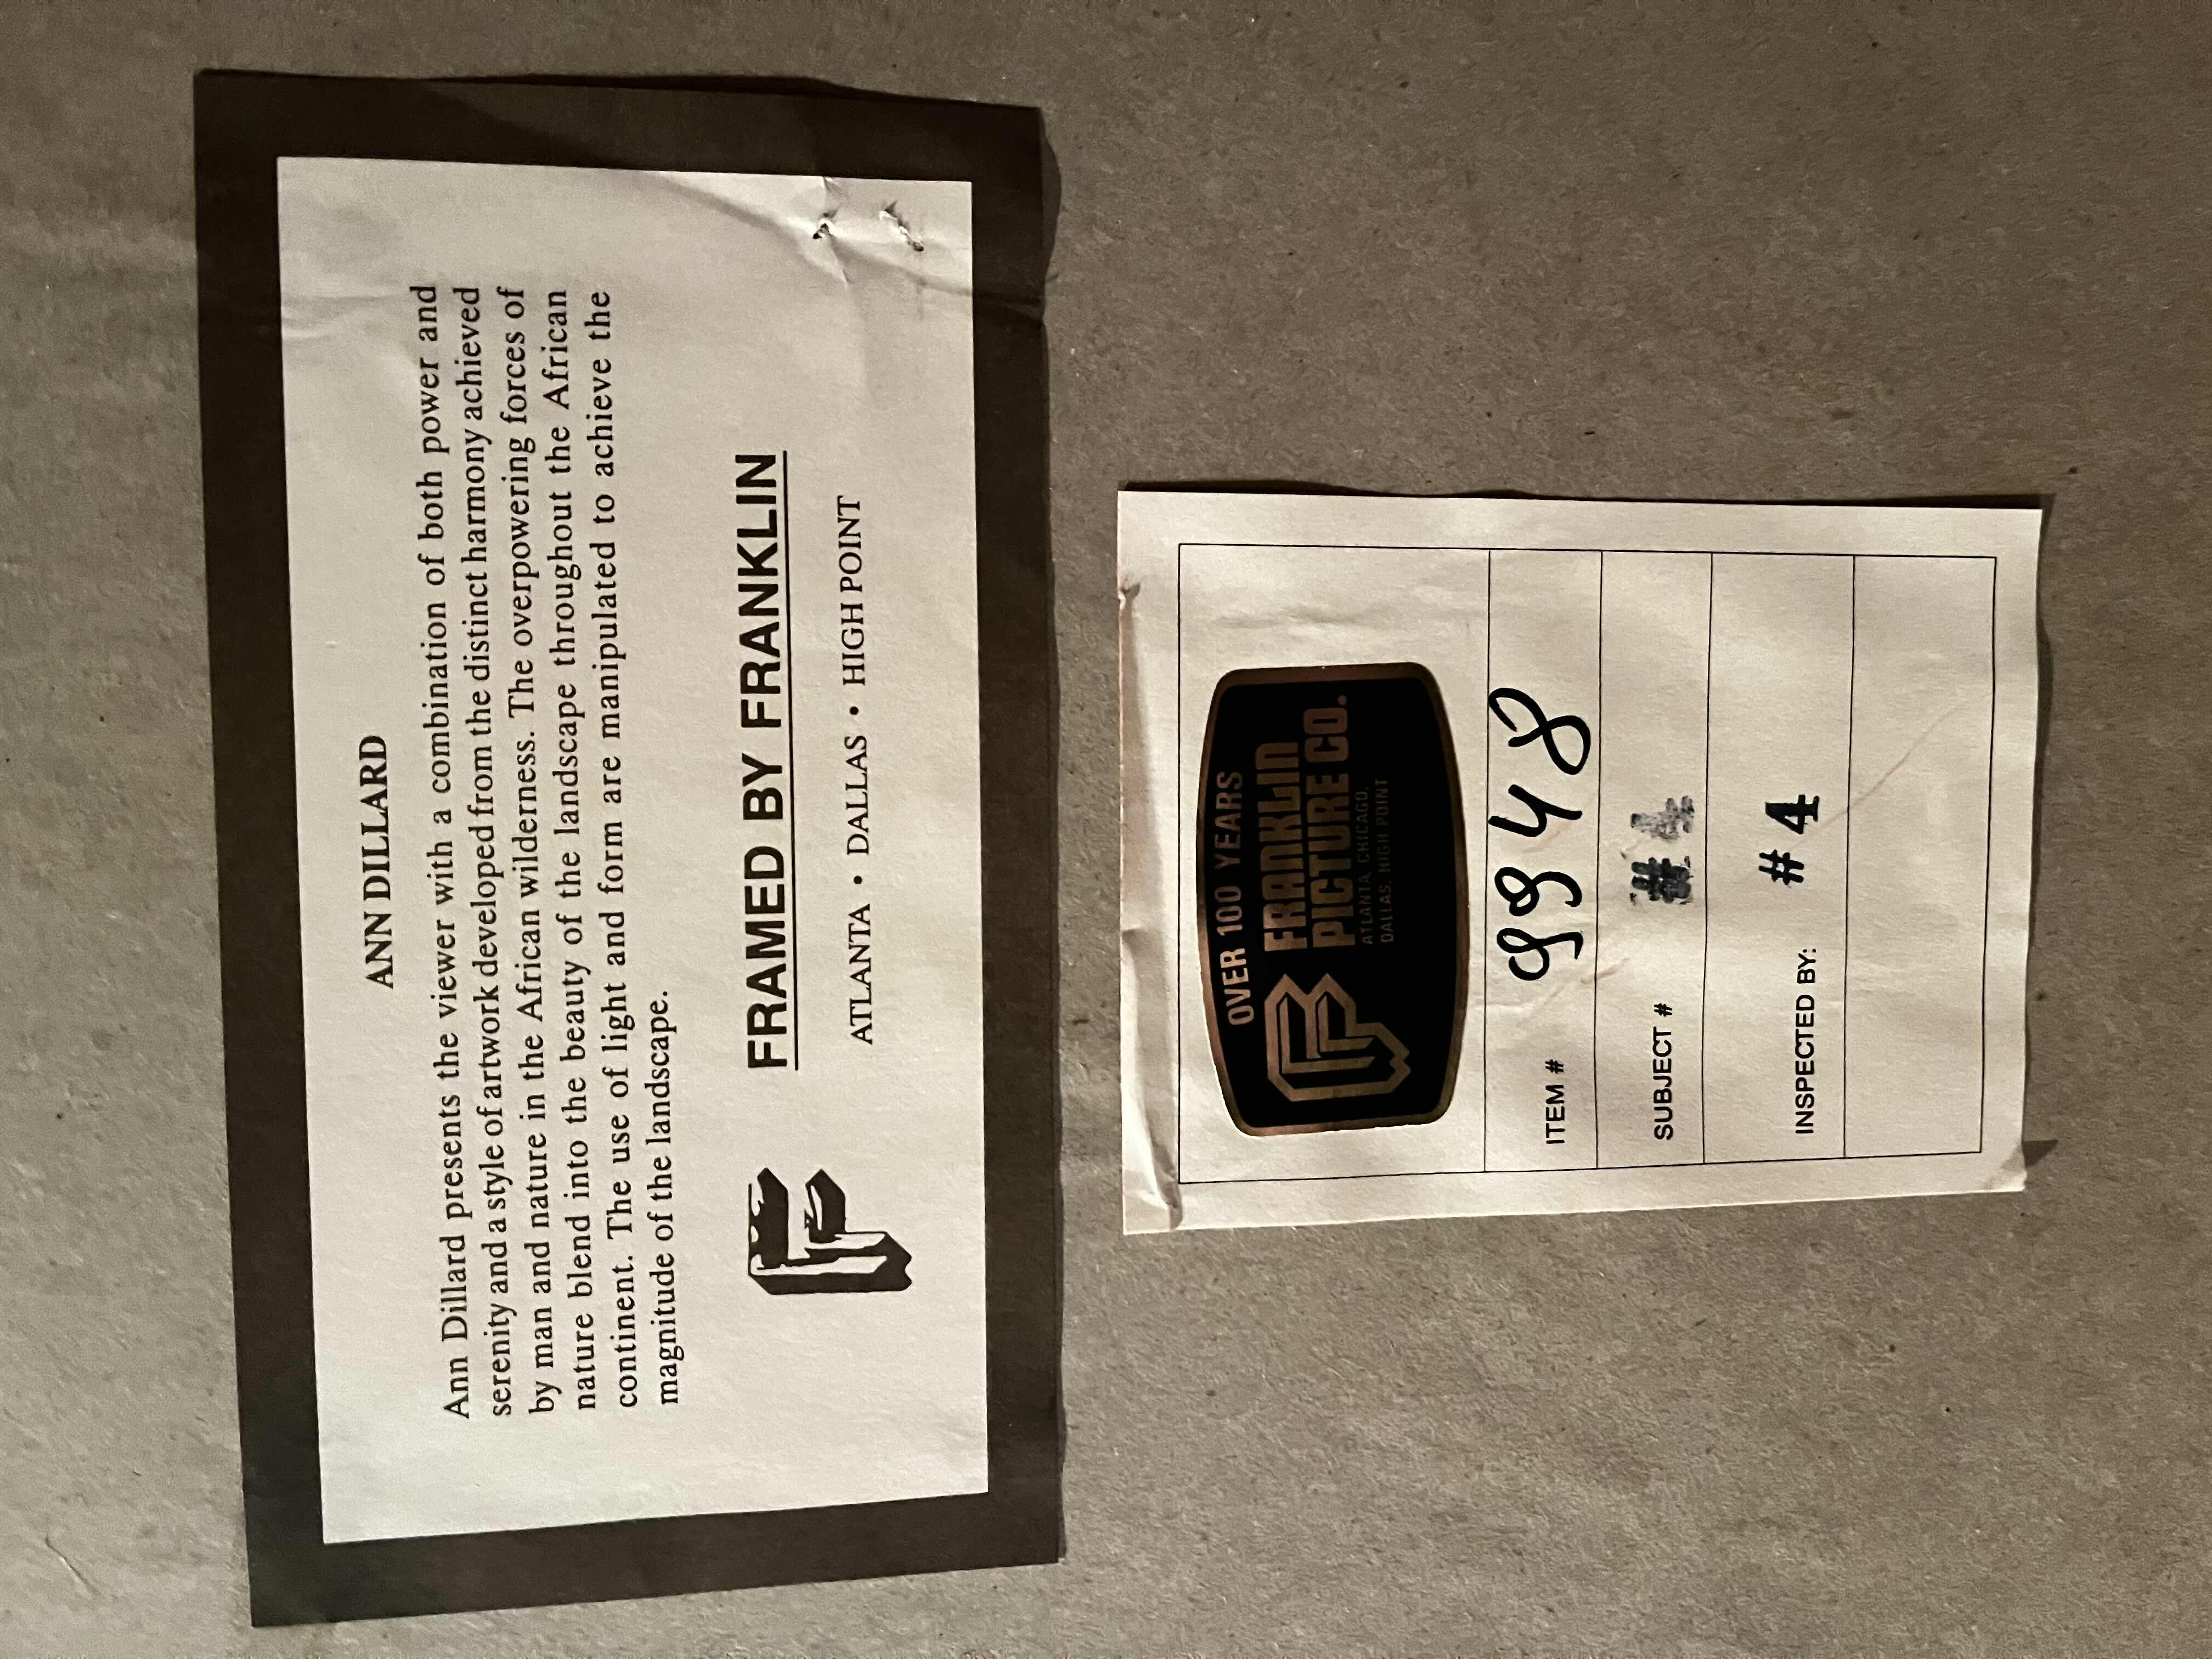 ANN DILLARD
Ann Dillard presents the viewer with a combination of both power and
serenity and a style of artwork developed from the distinct harmony achieved
by man and nature in the African wilderness. The overpowering forces of
nature blend into the beauty of the landscape throughout the African
continent. The use of light and form are manipulated to achieve the
magnitude of the landscape.
FRAMED BY FRANKLIN
ATLANTA • DALLAS • HIGH POINT
OVER 100 YEARS
FRANKLIN
PICTURE CO.
ATLANTA, CHICAGO,
DALLAS, HIGH POINT
ITEM # 9948
SUBJECT # #
INSPECTED BY: #4